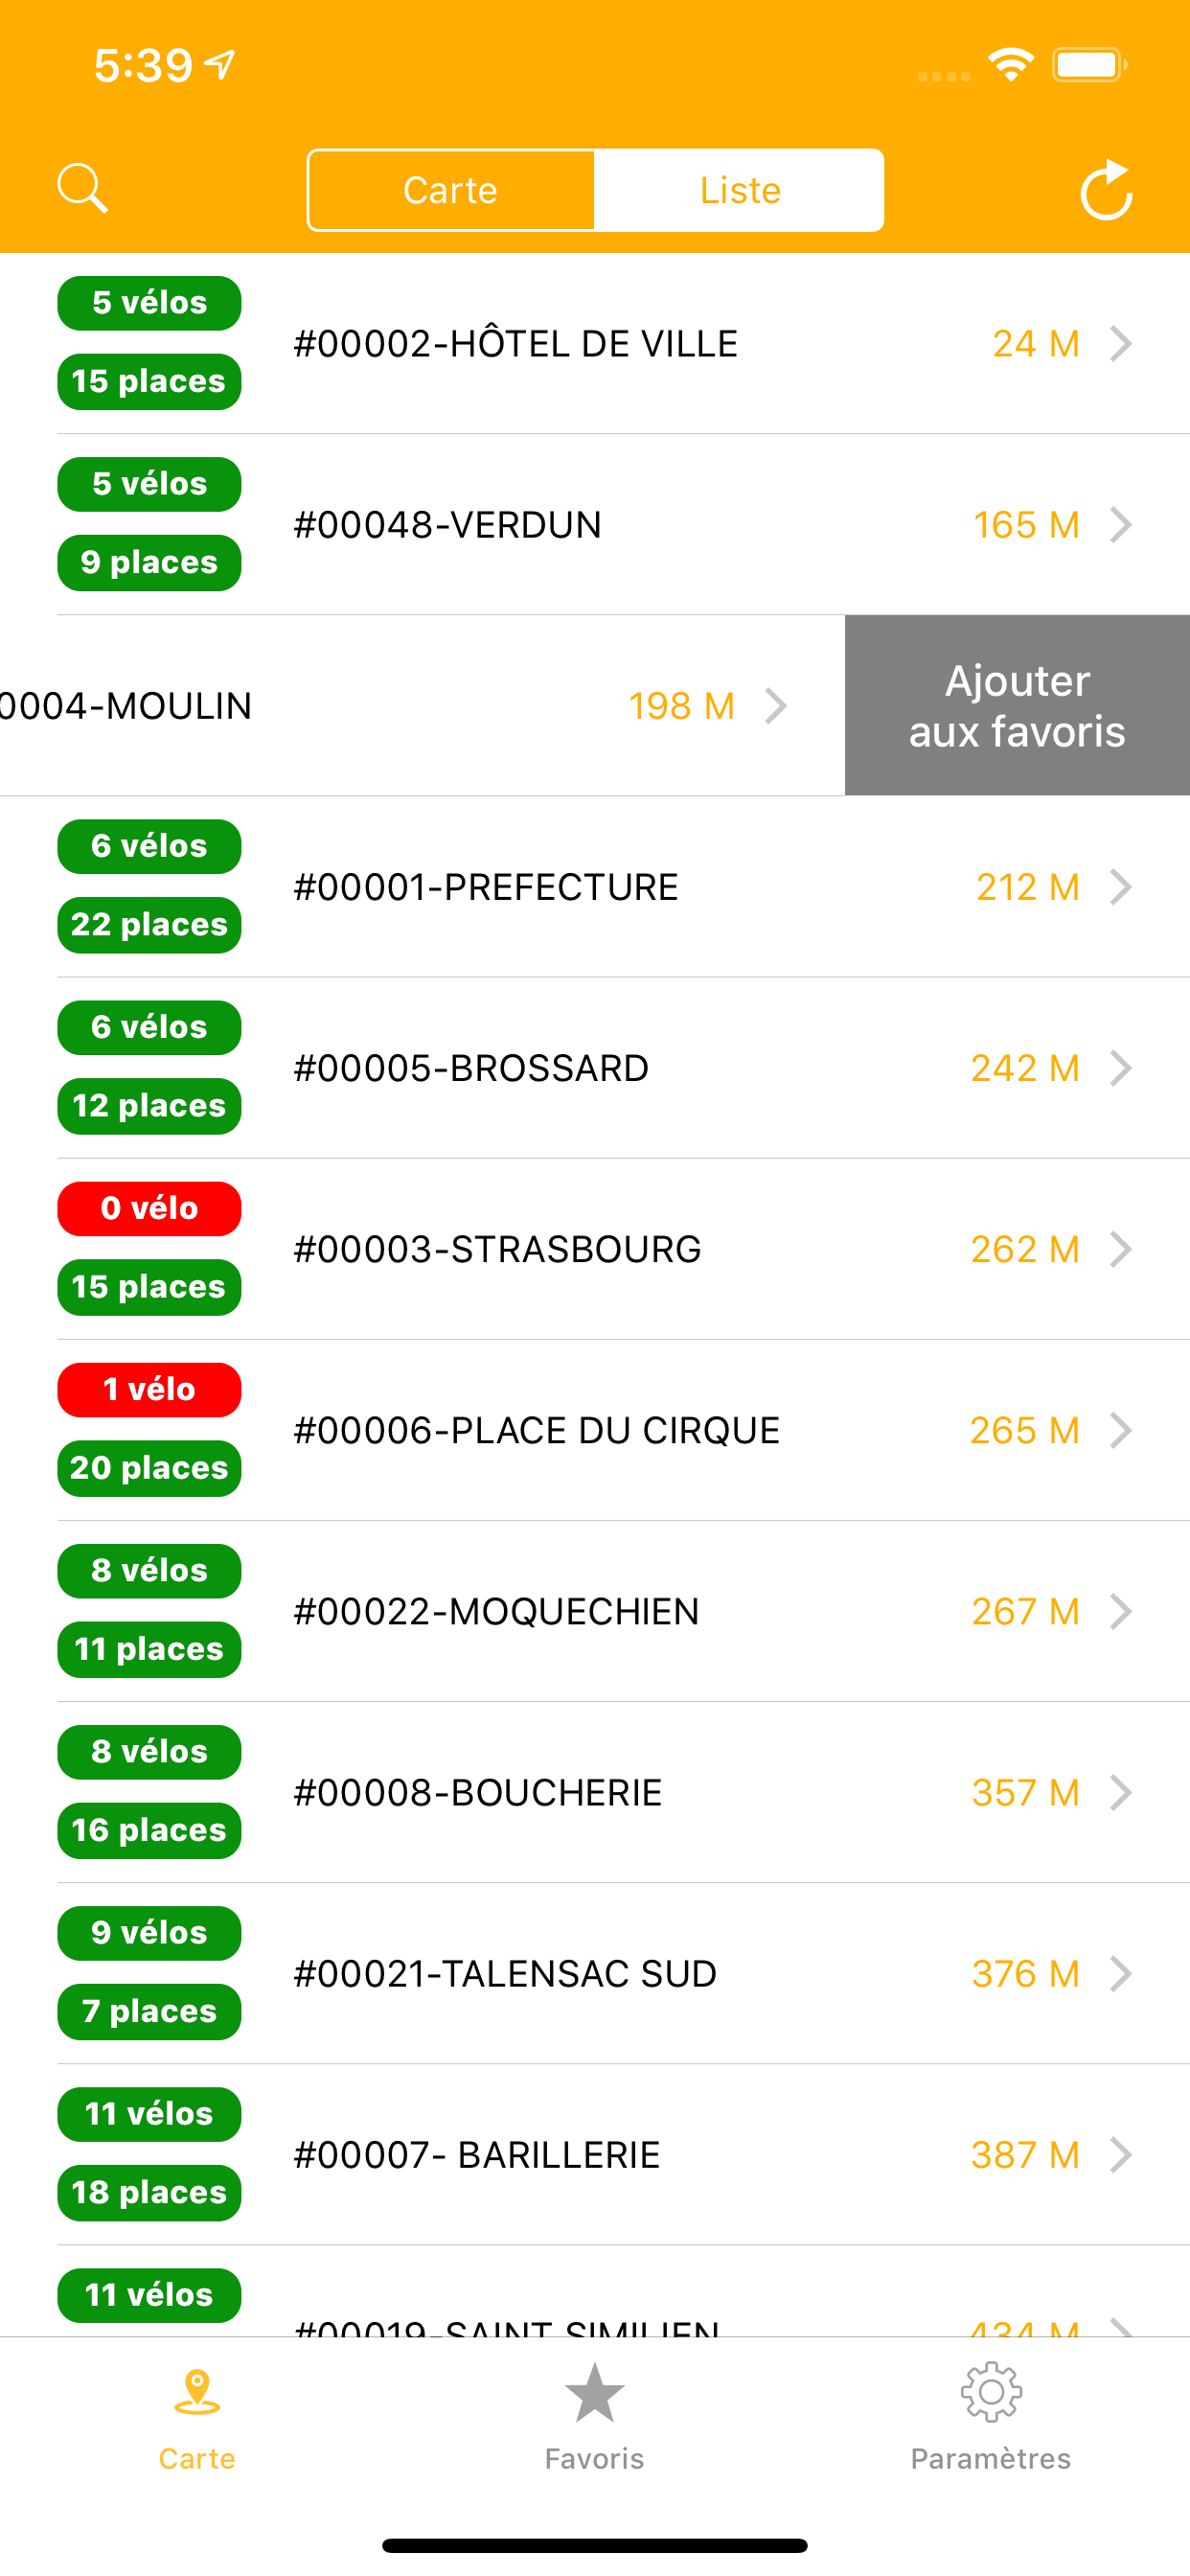 5:39
Carte Liste
5 vélos
15 places
#00002-HÔTEL DE VILLE 24 M
5 vélos
9 places
#00048-VERDUN 165 M
0004-MOULIN 198 M
Ajouter
aux favoris
6 vélos
22 places
#00001-PREFECTURE 212 M
6 vélos
12 places
#00005-BROSSARD 242 M
0 vélo
15 places
#00003-STRASBOURG 262 M
1 vélo
20 places
#00006-PLACE DU CIRQUE 265 M
8 vélos
11 places
#00022-MOQUECHIEN 267 M
8 vélos
16 places
#00008-BOUCHERIE 357 M
9 vélos
7 places
#00021-TALENSAC SUD 376 M
11 vélos
18 places
#00007- BARILLERIE 387 M
11 vélos
#00019-SAINT SIMILIEN 434 M
Carte Favoris Paramètres